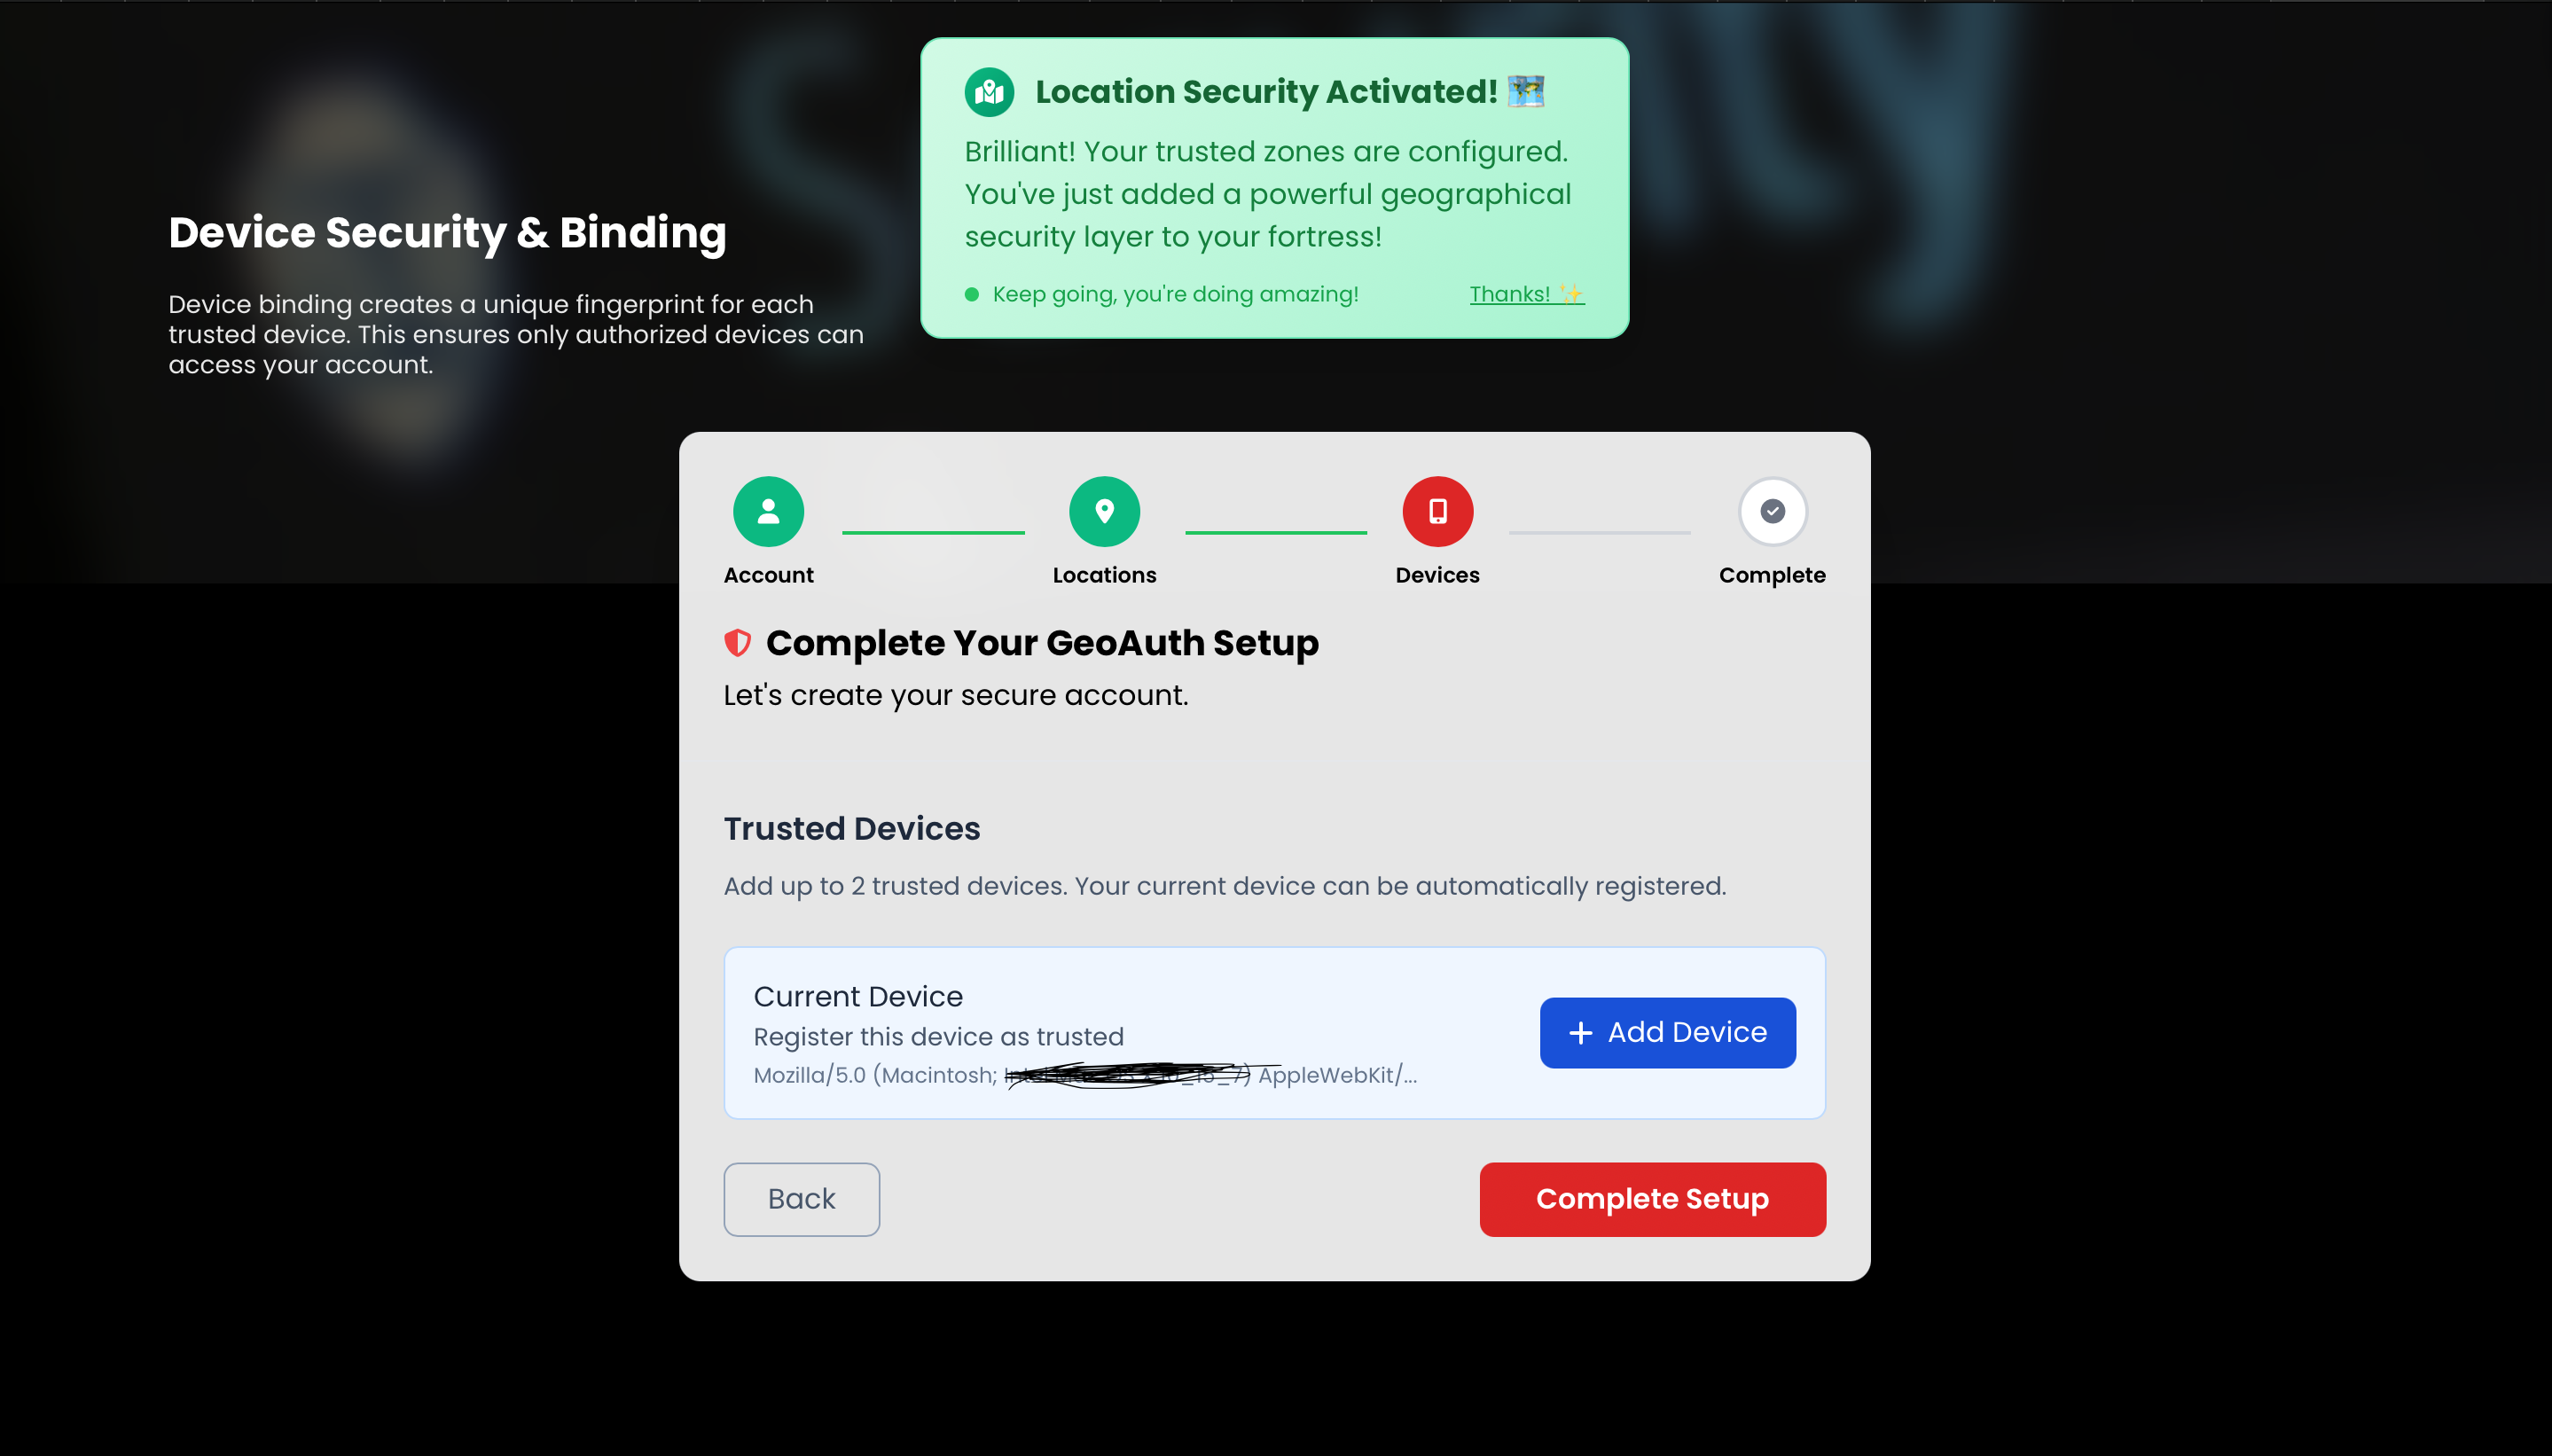 Location Security Activated! 🗺️
Brilliant! Your trusted zones are configured.
You've just added a powerful geographical
security layer to your fortress!
Keep going, you're doing amazing!
Thanks! ✨
Device Security & Binding
Device binding creates a unique fingerprint for each
trusted device. This ensures only authorized devices can
access your account.
Account
Locations
Devices
Complete
Complete Your GeoAuth Setup
Let's create your secure account.
Trusted Devices
Add up to 2 trusted devices. Your current device can be automatically registered.
Current Device
Register this device as trusted
Mozilla/5.0 (Macintosh; AppleWebKit/...
Add Device
Back
Complete Setup